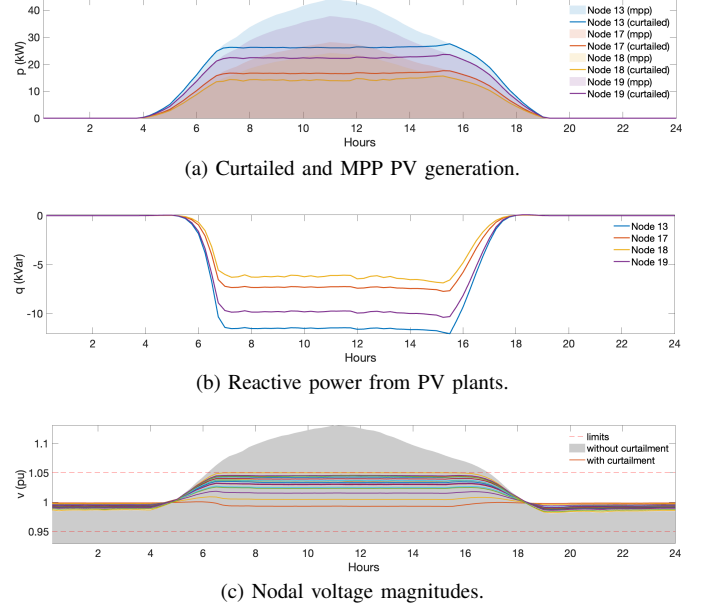 40
30
20
10
0
p (kW)
Node 13 (mpp)
Node 13 (curtailed)
Node 17 (mpp)
Node 17 (curtailed)
Node 18 (mpp)
Node 18 (curtailed)
Node 19 (mpp)
Node 19 (curtailed)
2 4 6 8 10 12 14 16 18 20 22 24
Hours
(a) Curtailed and MPP PV generation.
0
-5
-10
q (kVar)
Node 13
Node 17
Node 18
Node 19
2 4 6 8 10 12 14 16 18 20 22 24
Hours
(b) Reactive power from PV plants.
1.1
1.05
1
0.95
v (pu)
limits
without curtailment
with curtailment
2 4 6 8 10 12 14 16 18 20 22 24
Hours
(c) Nodal voltage magnitudes.